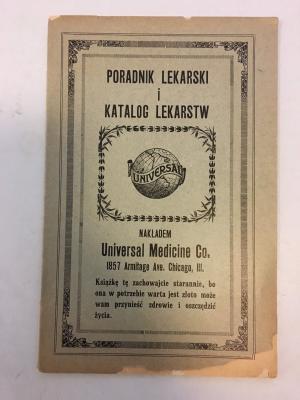 PORADNIK LEKARSKI
i
KATALOG LEKARSTW
UNIVERSAL
NAKŁADEM
Universal Medicine Co.
1857 Armitage Ave. Chicago, Ill.
Książkę tę zachowajcie starannie, bo
ona w potrzebie warta jest złoto może
wam przynieść zdrowie i oszczędzić
życia.